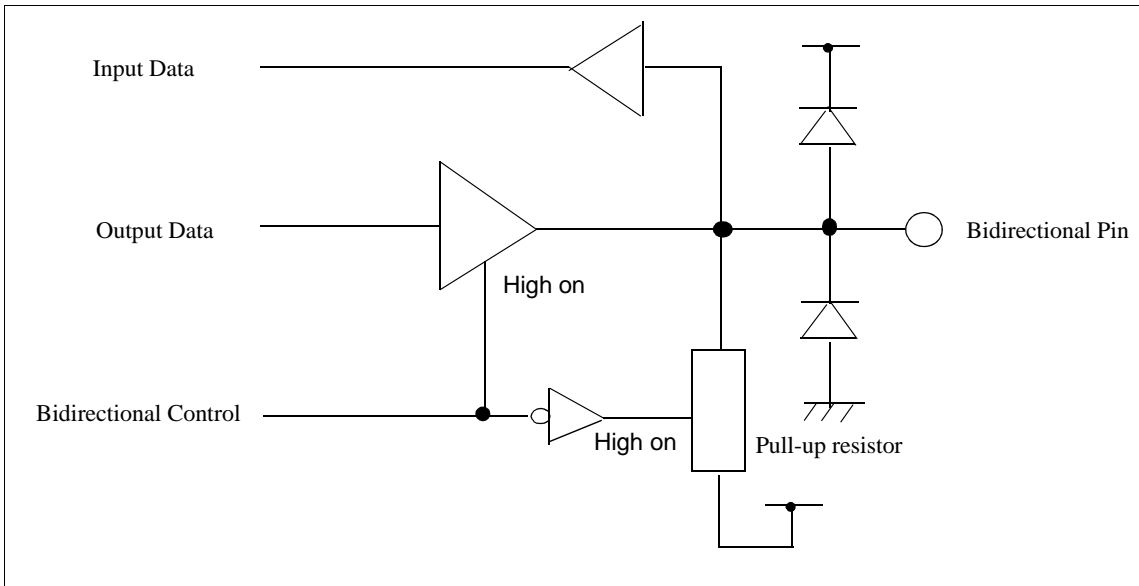 Input Data
Output Data
Bidirectional Pin
High on
Bidirectional Control
High on
Pull-up resistor